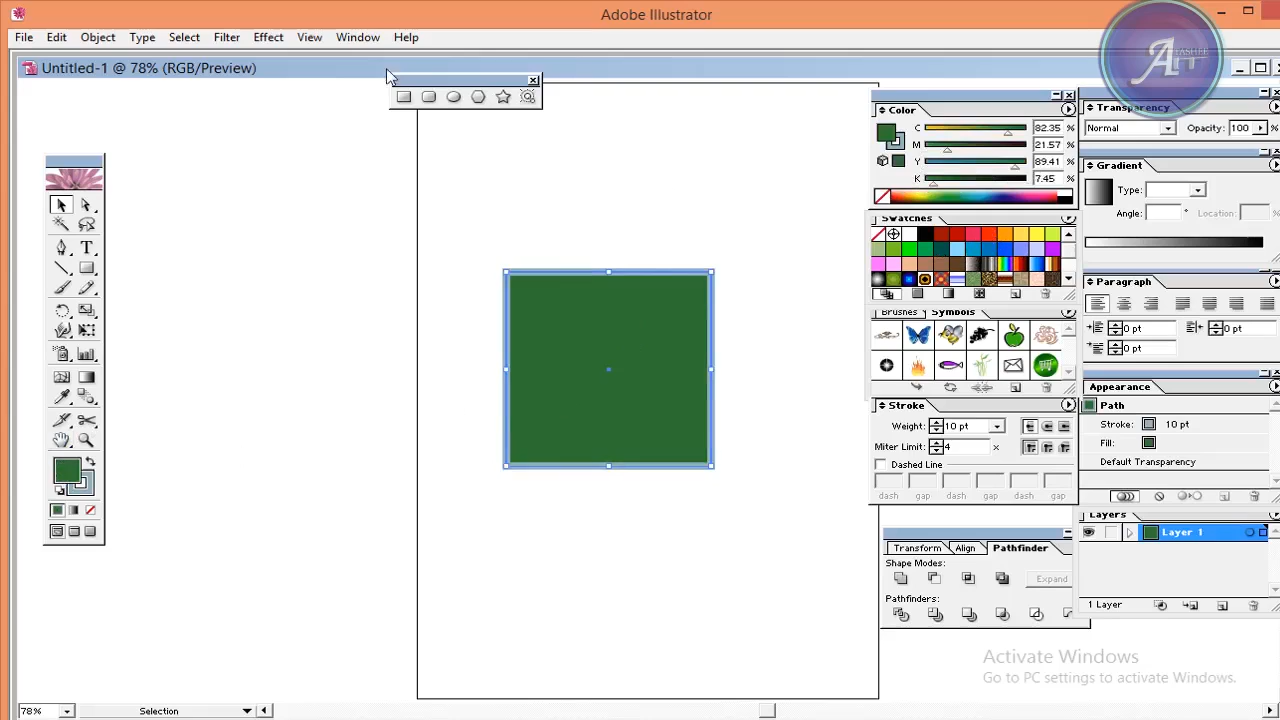 Adobe Illustrator
File Edit Object Type Select Filter Effect View Window Help
Untitled-1 @ 78% (RGB/Preview)
Color
C 82.35 %
M 21.57 %
Y 89.41 %
K 7.45 %
Transparency
Normal Opacity: 100 %
Gradient
Type:
Angle: ° Location: %
Swatches
Paragraph
0 pt 0 pt
0 pt
Brushes Symbols
Stroke
Weight: 10 pt
Miter Limit: 4 x
Dashed Line
dash gap dash gap dash gap
Appearance
Path
Stroke: 10 pt
Fill:
Default Transparency
Layers
Layer 1
1 Layer
Transform Align Pathfinder
Shape Modes:
Expand
Pathfinders:
Activate Windows
Go to PC settings to activate Windows.
78% Selection